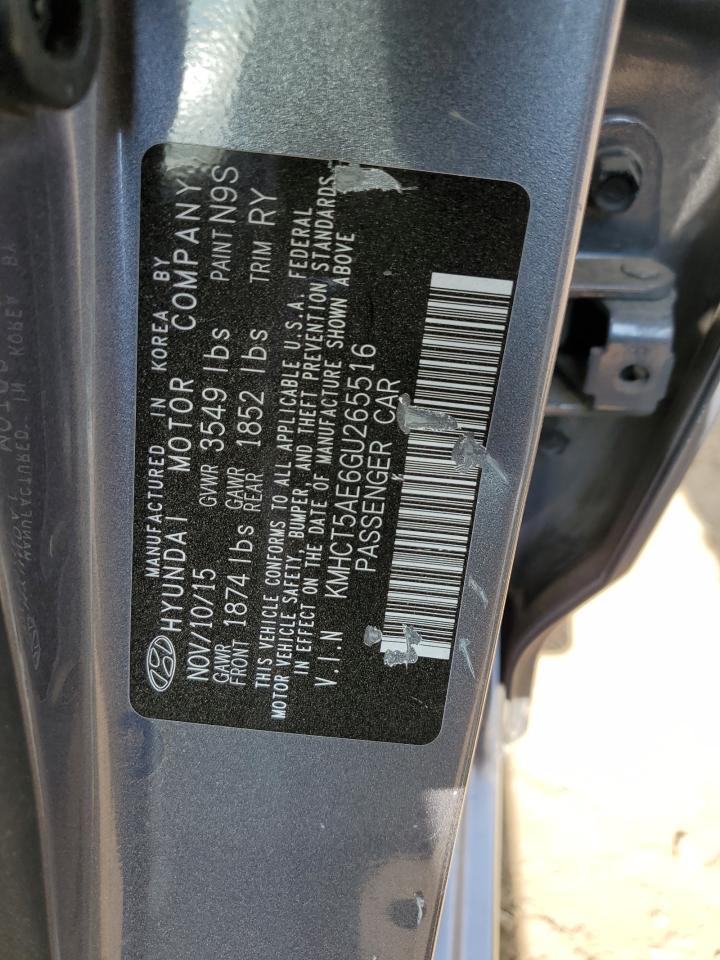 MANUFACTURED IN KOREA BY
HYUNDAI MOTOR COMPANY
NOV/10/15 GVWR 3549 lbs PAINT N9S
GAWR FRONT 1874 lbs GAWR REAR 1852 lbs TRIM RY
THIS VEHICLE CONFORMS TO ALL APPLICABLE U.S.A. FEDERAL
MOTOR VEHICLE SAFETY, BUMPER, AND THEFT PREVENTION STANDARDS
IN EFFECT ON THE DATE OF MANUFACTURE SHOWN ABOVE
V.I.N KMHCT5AE6GU265516
PASSENGER CAR